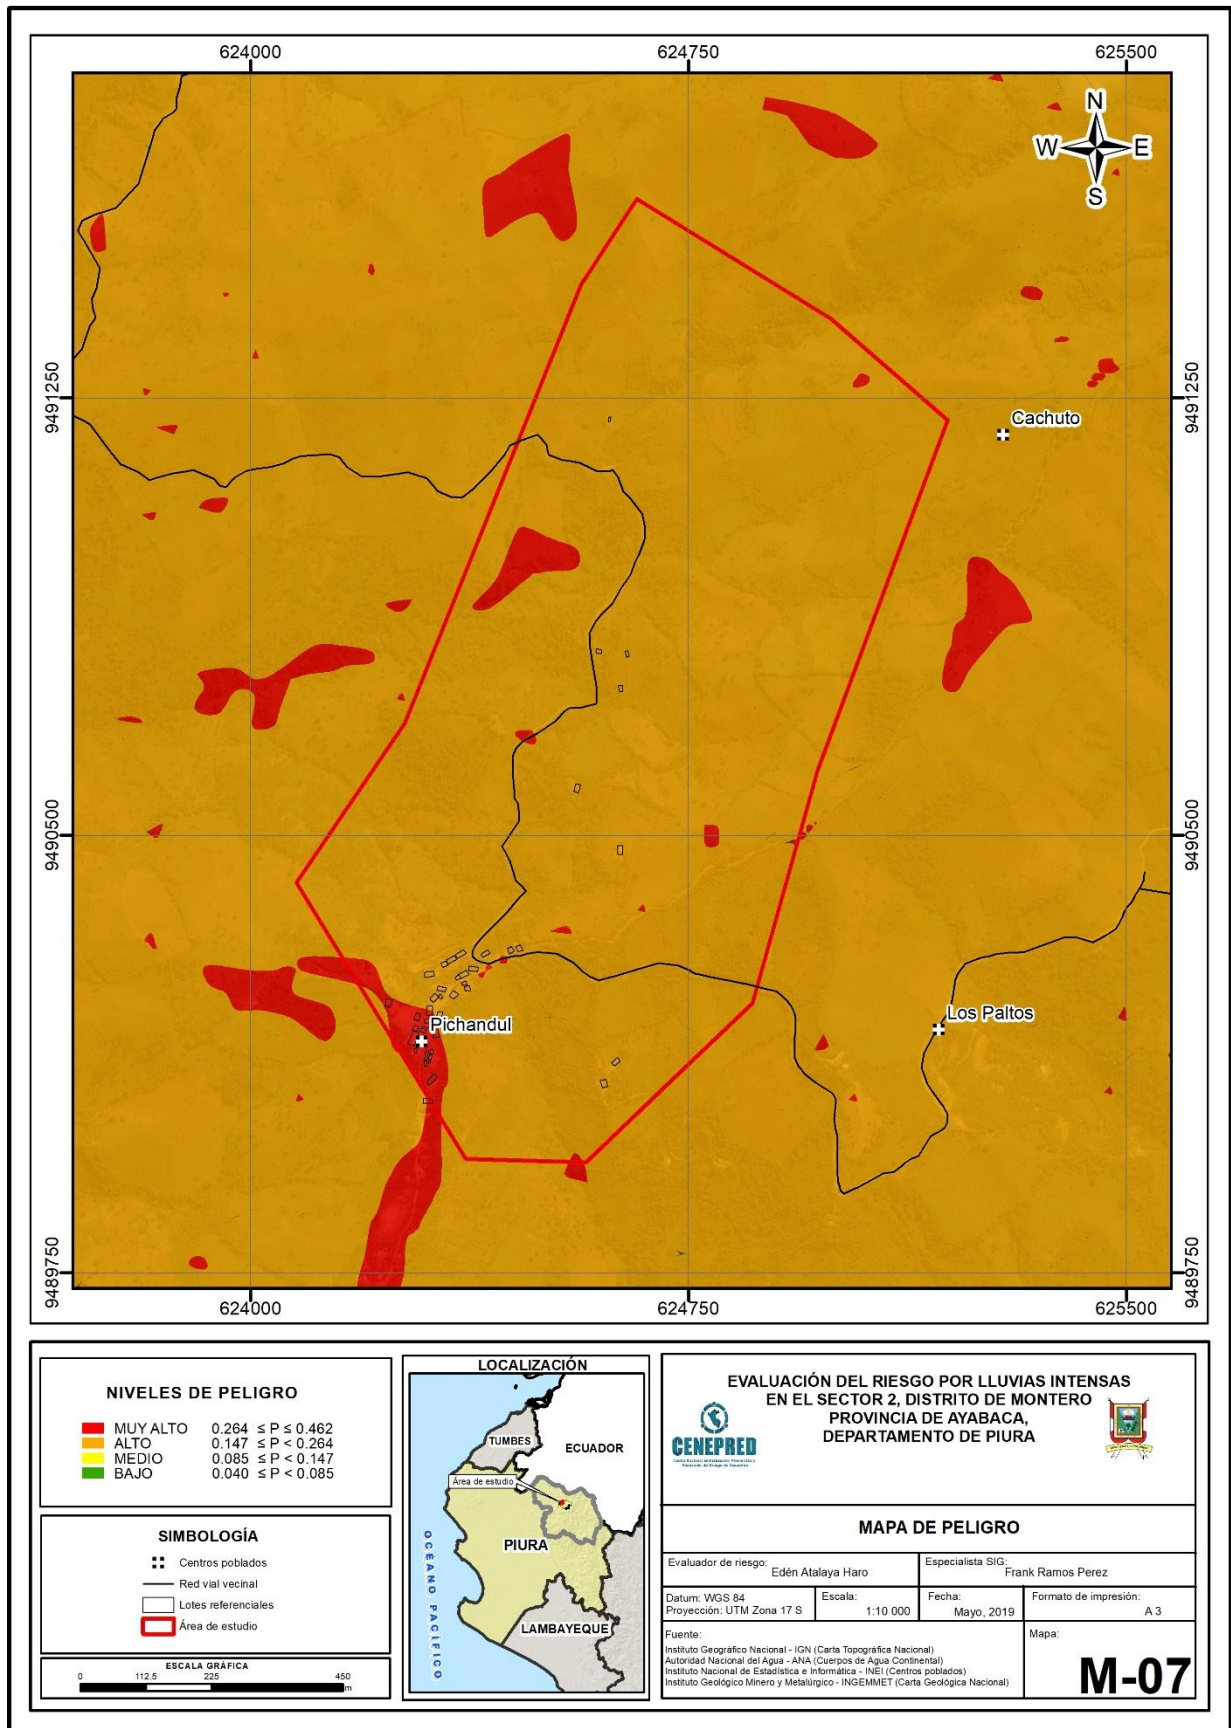 624000
624750
625500
N
W
E
S
9491250
9491250
Cachuto
9490500
9490500
Los Paltos
Pichandul
9489750
9489750
624000
624750
625500
NIVELES DE PELIGRO
MUY ALTO 0.264 ≤ P ≤ 0.462
ALTO 0.147 ≤ P < 0.264
MEDIO 0.085 ≤ P < 0.147
BAJO 0.040 ≤ P < 0.085
SIMBOLOGÍA
Centros poblados
Red vial vecinal
Lotes referenciales
Área de estudio
ESCALA GRÁFICA
0 112.5 225 450
m
LOCALIZACIÓN
TUMBES
ECUADOR
Área de estudio
PIURA
OCÉANO PACÍFICO
LAMBAYEQUE
EVALUACIÓN DEL RIESGO POR LLUVIAS INTENSAS
EN EL SECTOR 2, DISTRITO DE MONTERO
PROVINCIA DE AYABACA,
DEPARTAMENTO DE PIURA
CENEPRED
MAPA DE PELIGRO
Evaluador de riesgo:
Edén Atalaya Haro
Especialista SIG:
Frank Ramos Perez
Datum: WGS 84
Proyección: UTM Zona 17 S
Escala:
1:10 000
Fecha:
Mayo, 2019
Formato de impresión:
A 3
Fuente:
Instituto Geográfico Nacional - IGN (Carta Topográfica Nacional)
Autoridad Nacional del Agua - ANA (Cuerpos de Agua Continental)
Instituto Nacional de Estadística e Informática - INEI (Centros poblados)
Instituto Geológico Minero y Metalúrgico - INGEMMET (Carta Geológica Nacional)
Mapa:
M-07